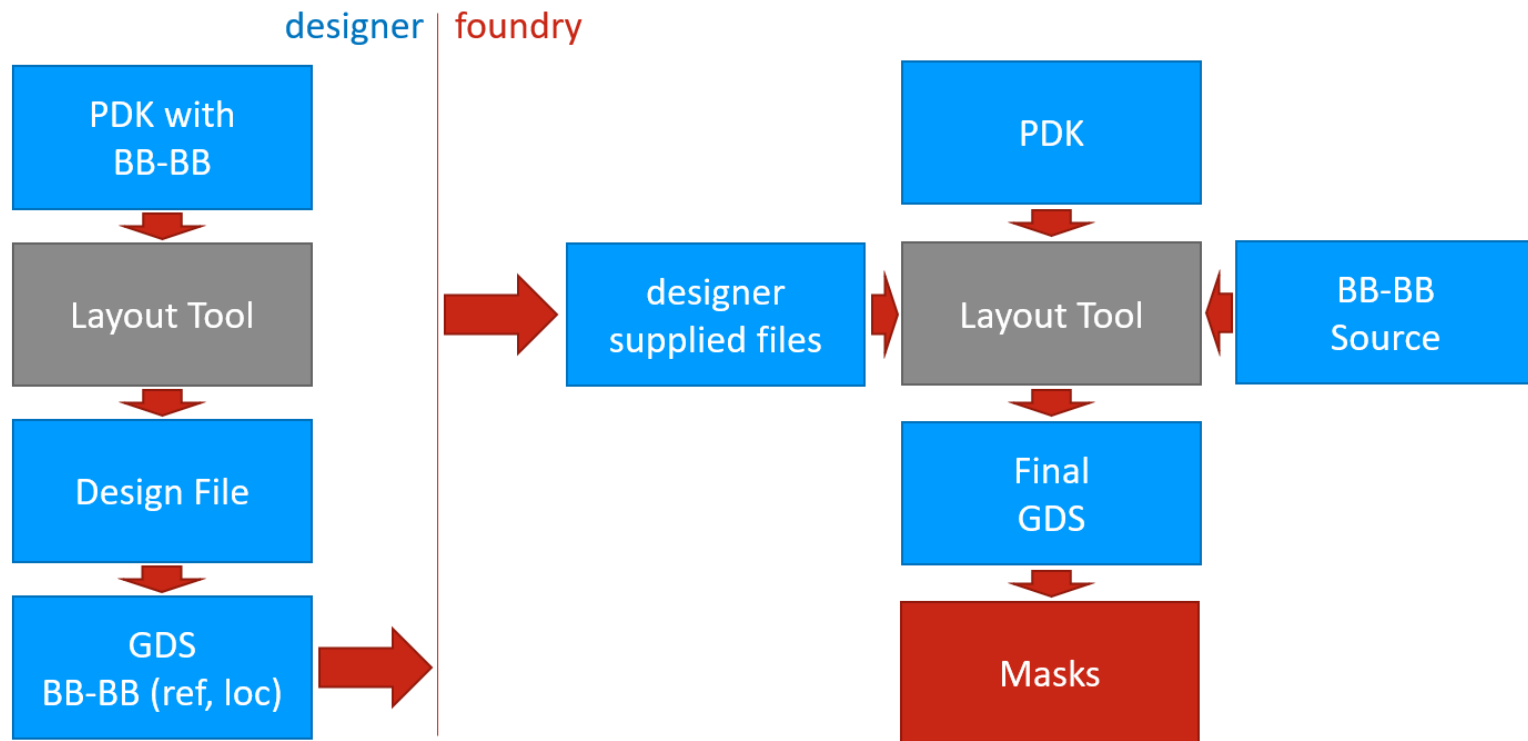 designer
foundry
PDK with
BB-BB
Layout Tool
Design File
GDS
BB-BB (ref, loc)
PDK
designer
supplied files
Layout Tool
BB-BB
Source
Final
GDS
Masks